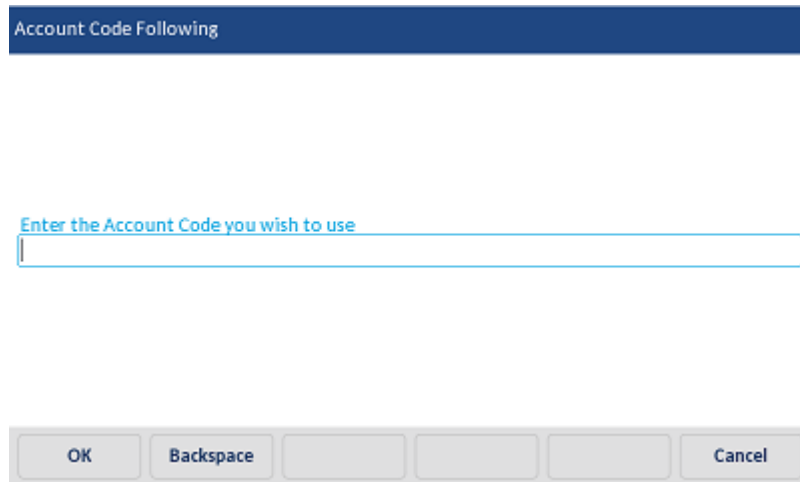 Account Code Following
Enter the Account Code you wish to use
OK Backspace Cancel